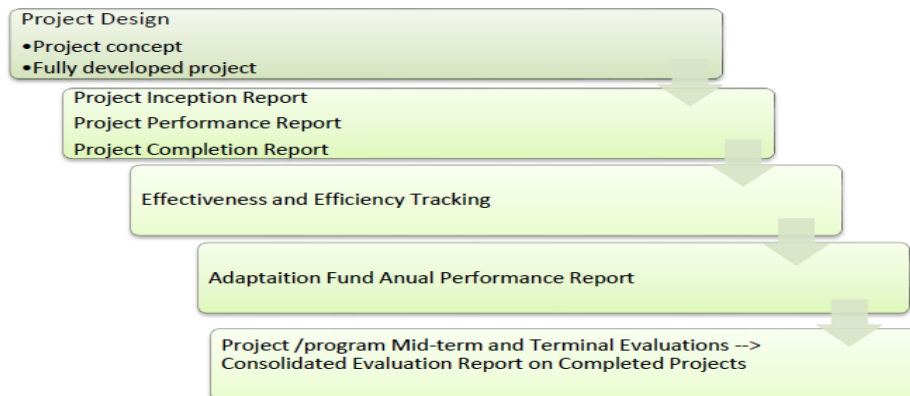 Project Design
•Project concept
•Fully developed project
Project Inception Report
Project Performance Report
Project Completion Report
Effectiveness and Efficiency Tracking
Adaptaition Fund Anual Performance Report
Project /program Mid-term and Terminal Evaluations -->
Consolidated Evaluation Report on Completed Projects